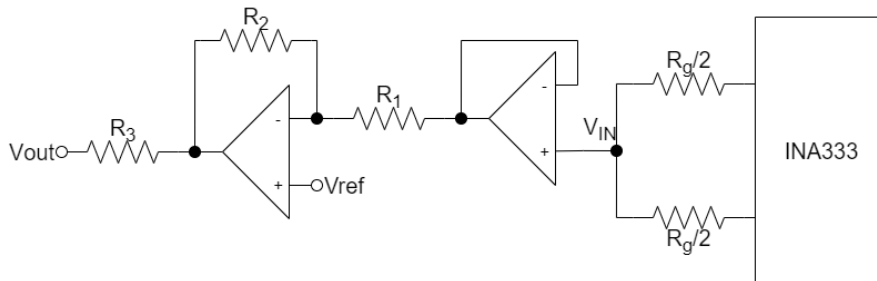 R2
Rg/2
R1
-
-
VIN
R3
Vout
+
INA333
+
Vref
Rg/2